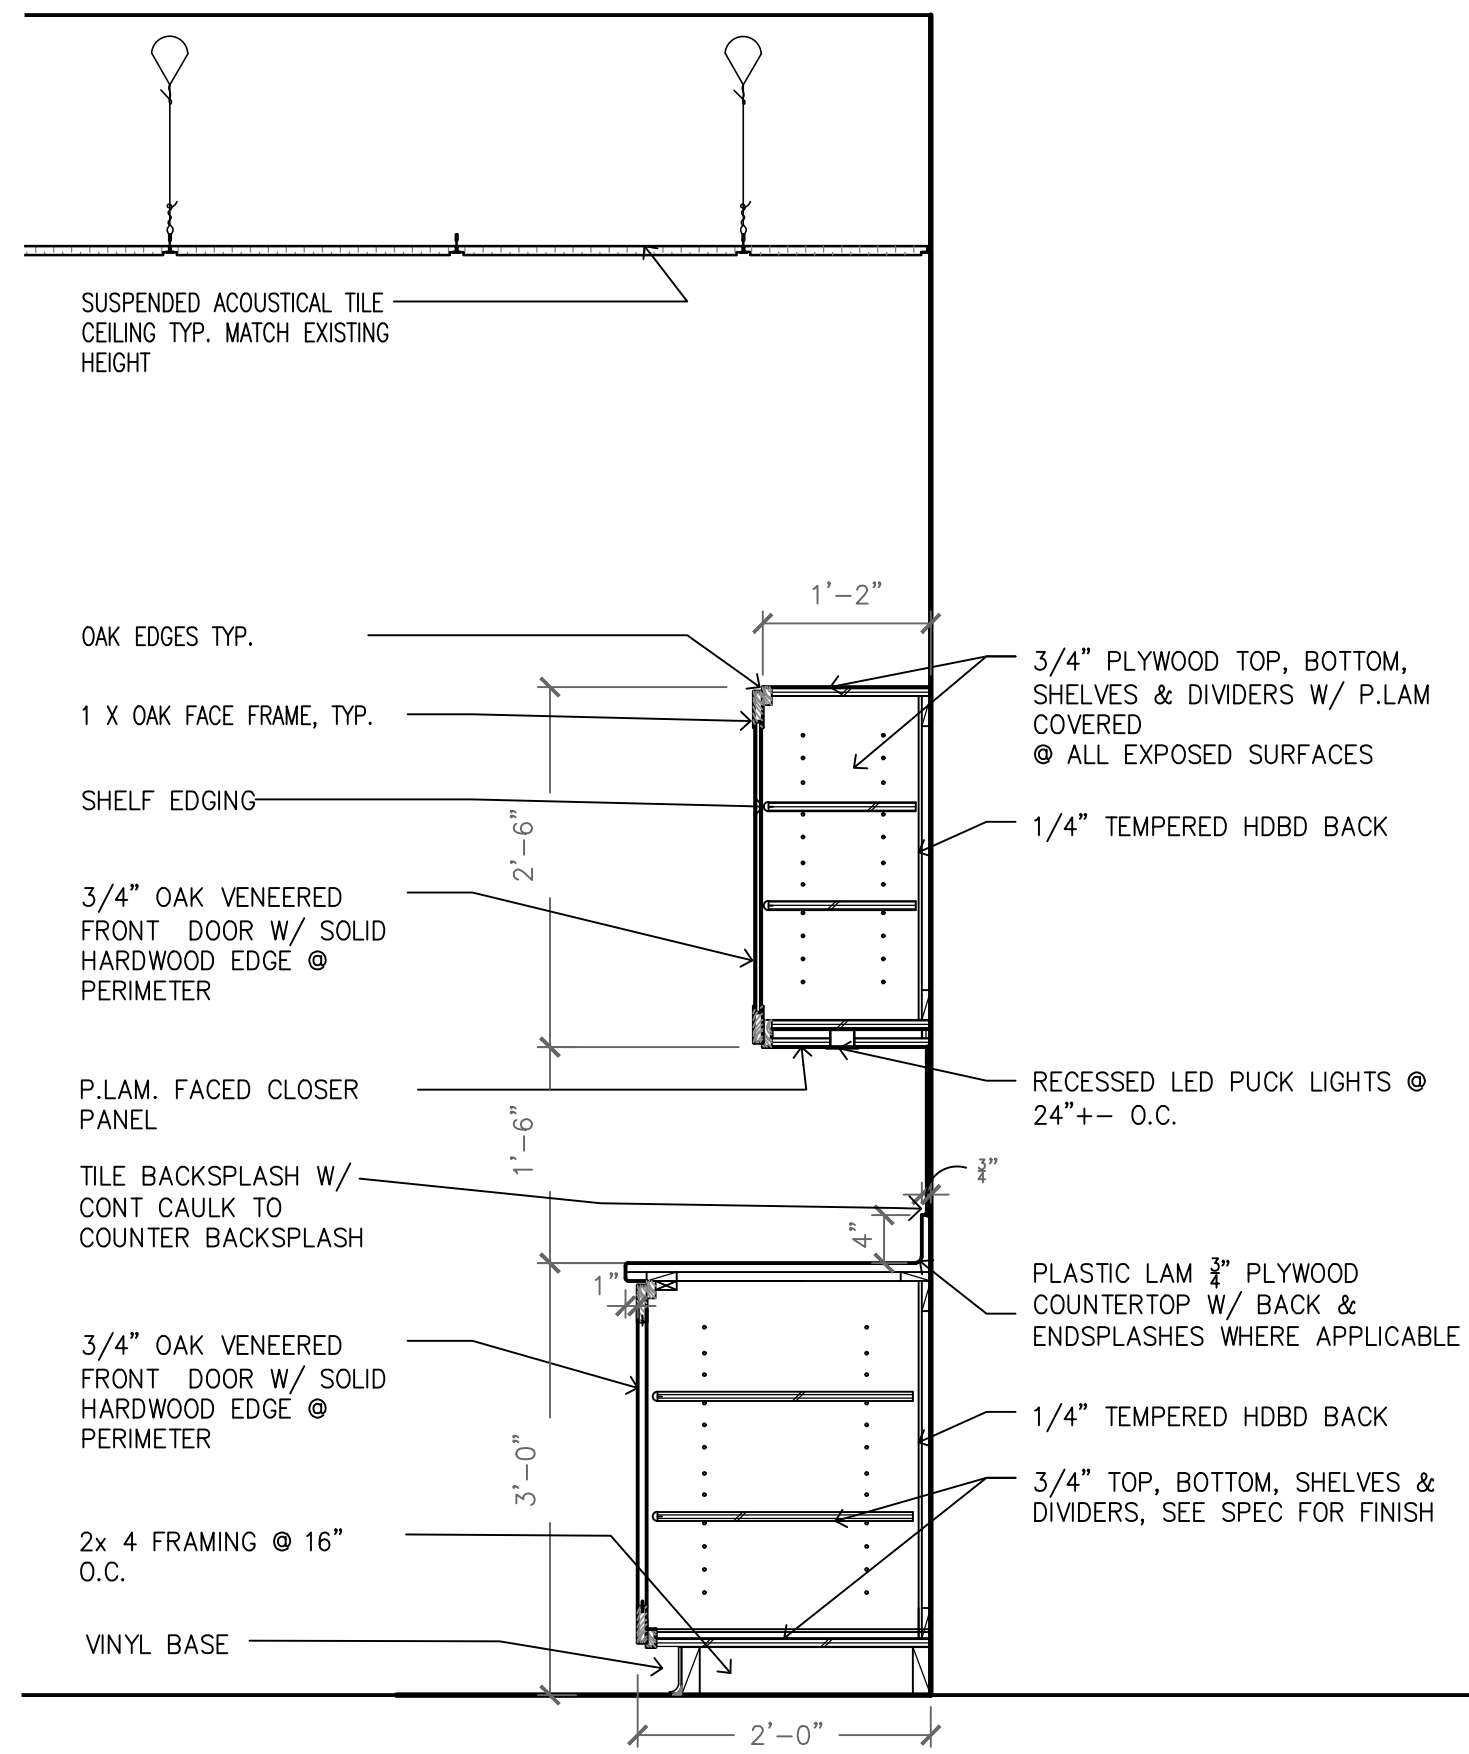 SUSPENDED ACOUSTICAL TILE
CEILING TYP. MATCH EXISTING
HEIGHT
1'-2"
OAK EDGES TYP.
1 X OAK FACE FRAME, TYP.
SHELF EDGING
2'-6"
3/4" OAK VENEERED
FRONT DOOR W/ SOLID
HARDWOOD EDGE @
PERIMETER
P.LAM. FACED CLOSER
PANEL
1'-6"
TILE BACKSPLASH W/
CONT CAULK TO
COUNTER BACKSPLASH
1"
3/4" OAK VENEERED
FRONT DOOR W/ SOLID
HARDWOOD EDGE @
PERIMETER
3'-0"
2x 4 FRAMING @ 16"
O.C.
VINYL BASE
2'-0"
3/4" PLYWOOD TOP, BOTTOM,
SHELVES & DIVIDERS W/ P.LAM
COVERED
@ ALL EXPOSED SURFACES
1/4" TEMPERED HDBD BACK
RECESSED LED PUCK LIGHTS @
24"+- O.C.
3/4"
4"
PLASTIC LAM 3/4" PLYWOOD
COUNTERTOP W/ BACK &
ENDSPLASHES WHERE APPLICABLE
1/4" TEMPERED HDBD BACK
3/4" TOP, BOTTOM, SHELVES &
DIVIDERS, SEE SPEC FOR FINISH